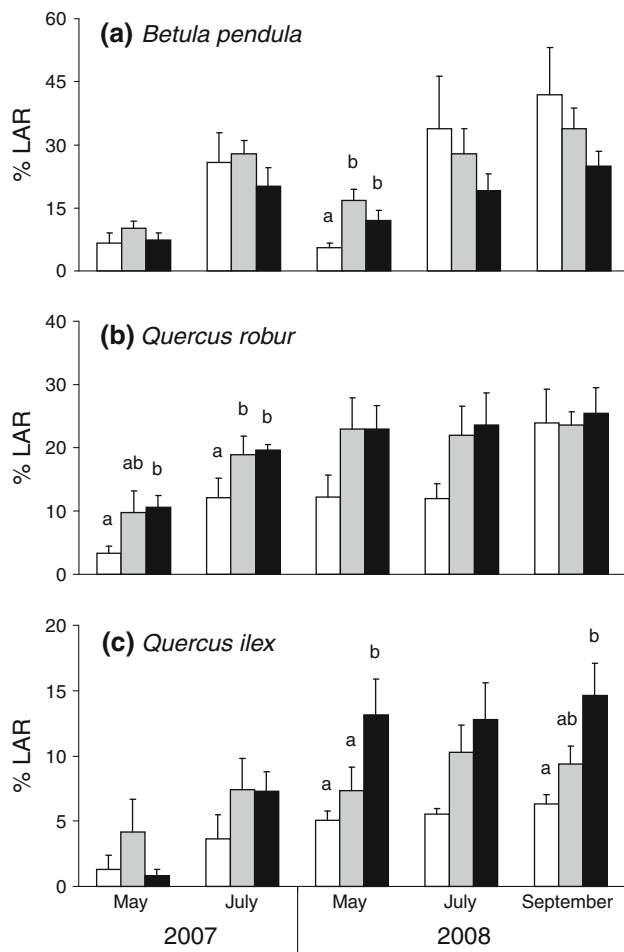 60
(a) Betula pendula
45
30
15
0
% LAR
a
b
b
40
(b) Quercus robur
30
20
10
0
% LAR
a
ab
b
a
b
b
20
(c) Quercus ilex
15
10
5
0
% LAR
a
a
b
a
ab
b
May July May July September
2007 2008